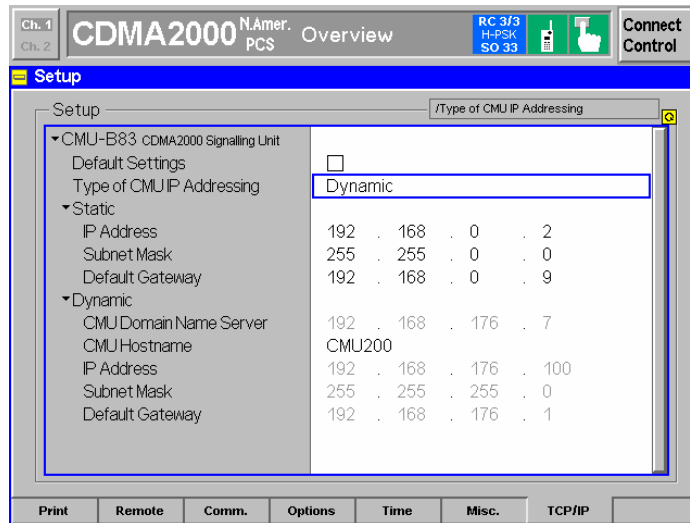 Ch. 1
Ch. 2
CDMA2000 N.Amer. PCS Overview
RC 3/3
H-PSK
SO 33
Connect
Control
Setup
Setup
/Type of CMU IP Addressing
CMU-B83 CDMA2000 Signalling Unit
Default Settings
Type of CMU IP Addressing Dynamic
Static
IP Address 192 . 168 . 0 . 2
Subnet Mask 255 . 255 . 0 . 0
Default Gateway 192 . 168 . 0 . 9
Dynamic
CMU Domain Name Server 192 . 168 . 176 . 7
CMU Hostname CMU200
IP Address 192 . 168 . 176 . 100
Subnet Mask 255 . 255 . 255 . 0
Default Gateway 192 . 168 . 176 . 1
Print Remote Comm. Options Time Misc. TCP/IP